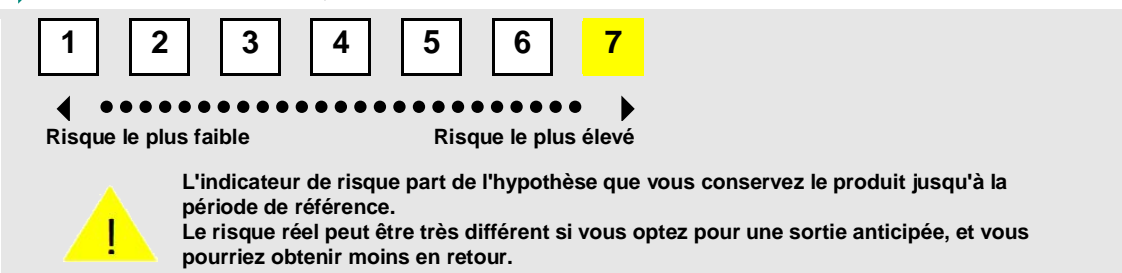 1 2 3 4 5 6 7
Risque le plus faible Risque le plus élevé
L'indicateur de risque part de l'hypothèse que vous conservez le produit jusqu'à la
période de référence.
! Le risque réel peut être très différent si vous optez pour une sortie anticipée, et vous
pourriez obtenir moins en retour.